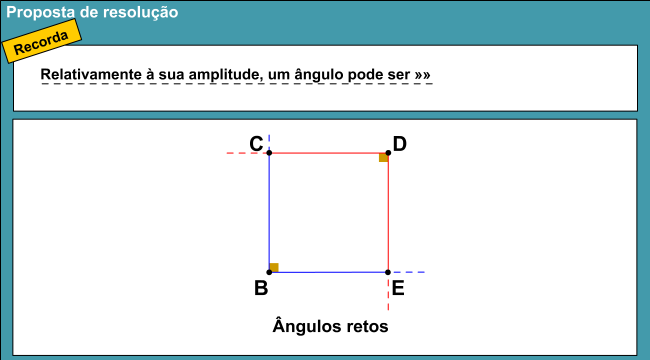 Proposta de resolução
Recorda
Relativamente à sua amplitude, um ângulo pode ser »»
C D
B E
Ângulos retos